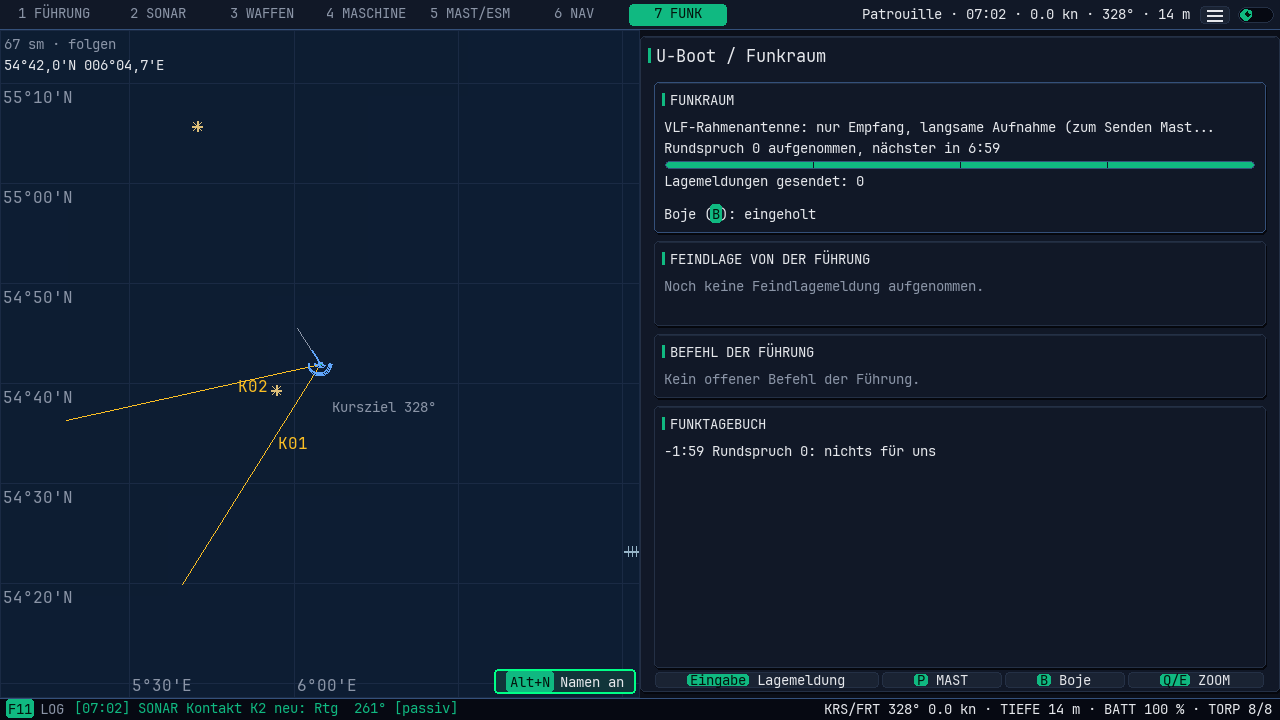 1 FÜHRUNG 2 SONAR 3 WAFFEN 4 MASCHINE 5 MAST/ESM 6 NAV 7 FUNK Patrouille · 07:02 · 0.0 kn · 328° · 14 m
67 sm · folgen
54°42,0'N 006°04,7'E
55°10'N
55°00'N
54°50'N
54°40'N
54°30'N
54°20'N
K02
K01
Kursziel 328°
5°30'E
6°00'E
Alt+N Namen an
U-Boot / Funkraum
FUNKRAUM
VLF-Rahmenantenne: nur Empfang, langsame Aufnahme (zum Senden Mast...
Rundspruch 0 aufgenommen, nächster in 6:59
Lagemeldungen gesendet: 0
Boje (B): eingeholt
FEINDLAGE VON DER FÜHRUNG
Noch keine Feindlagemeldung aufgenommen.
BEFEHL DER FÜHRUNG
Kein offener Befehl der Führung.
FUNKTAGEBUCH
-1:59 Rundspruch 0: nichts für uns
Eingabe Lagemeldung P MAST B Boje Q/E ZOOM
F11 LOG [07:02] SONAR Kontakt K2 neu: Rtg 261° [passiv] KRS/FRT 328° 0.0 kn · TIEFE 14 m · BATT 100 % · TORP 8/8